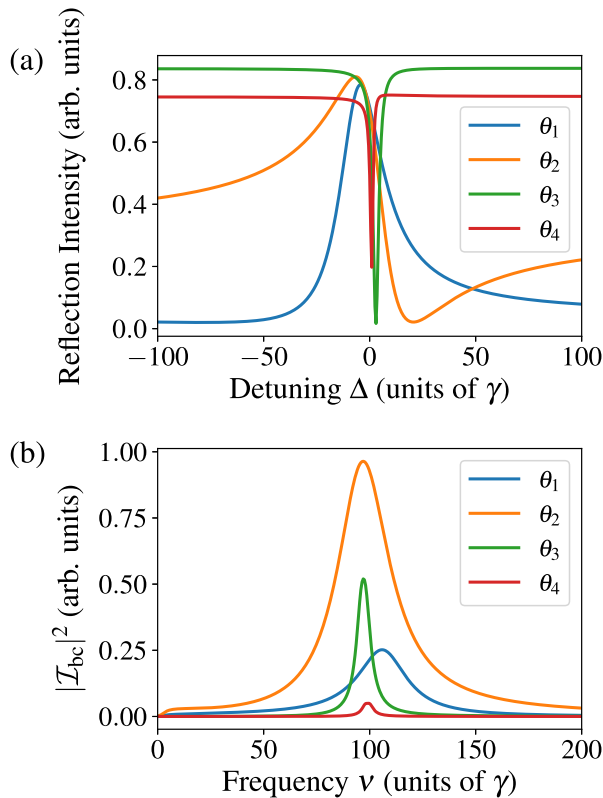 (a)
Reflection Intensity (arb. units)
0.8
0.6
0.4
0.2
0.0
θ₁
θ₂
θ₃
θ₄
−100 −50 0 50 100
Detuning Δ (units of γ)
(b)
|ℐbc|² (arb. units)
1.00
0.75
0.50
0.25
0.00
θ₁
θ₂
θ₃
θ₄
0 50 100 150 200
Frequency ν (units of γ)